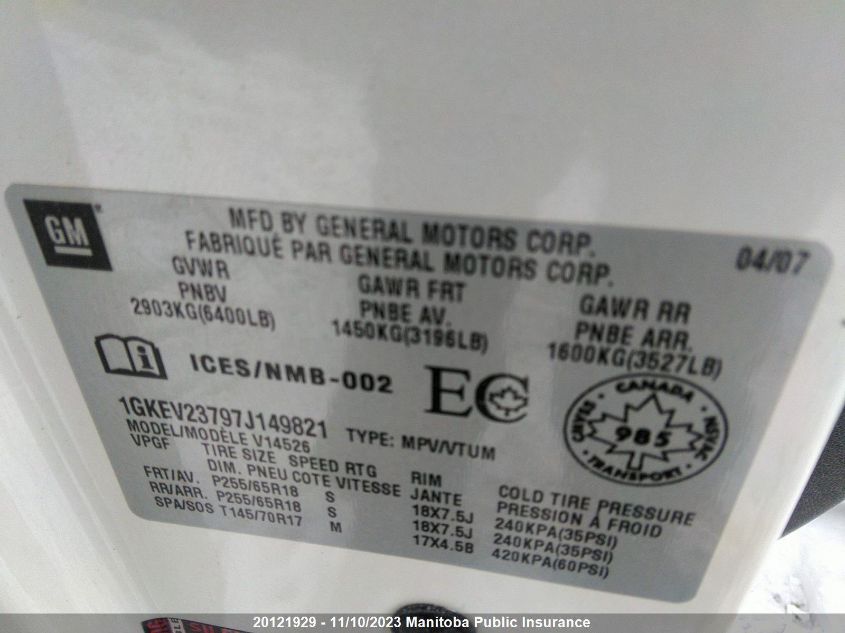 GM
MFD BY GENERAL MOTORS CORP.
FABRIQUÉ PAR GENERAL MOTORS CORP.
04/07
GVWR
PNBV
2903KG(6400LB)
GAWR FRT
PNBE AV.
1450KG(3196LB)
GAWR RR
PNBE ARR.
1600KG(3527LB)
i ICES/NMB-002
EC
CANADA
985
TRANSPORT
1GKEV23797J149821 TYPE: MPV/VTUM
MODEL/MODÈLE V14526
VPGF
TIRE SIZE SPEED RTG RIM COLD TIRE PRESSURE
DIM. PNEU COTE VITESSE JANTE PRESSION À FROID
FRT/AV. P255/65R18 S 18X7.5J 240KPA(35PSI)
RR/ARR. P255/65R18 S 18X7.5J 240KPA(35PSI)
SPA/SOS T145/70R17 M 17X4.5B 420KPA(60PSI)
20121929 - 11/10/2023 Manitoba Public Insurance